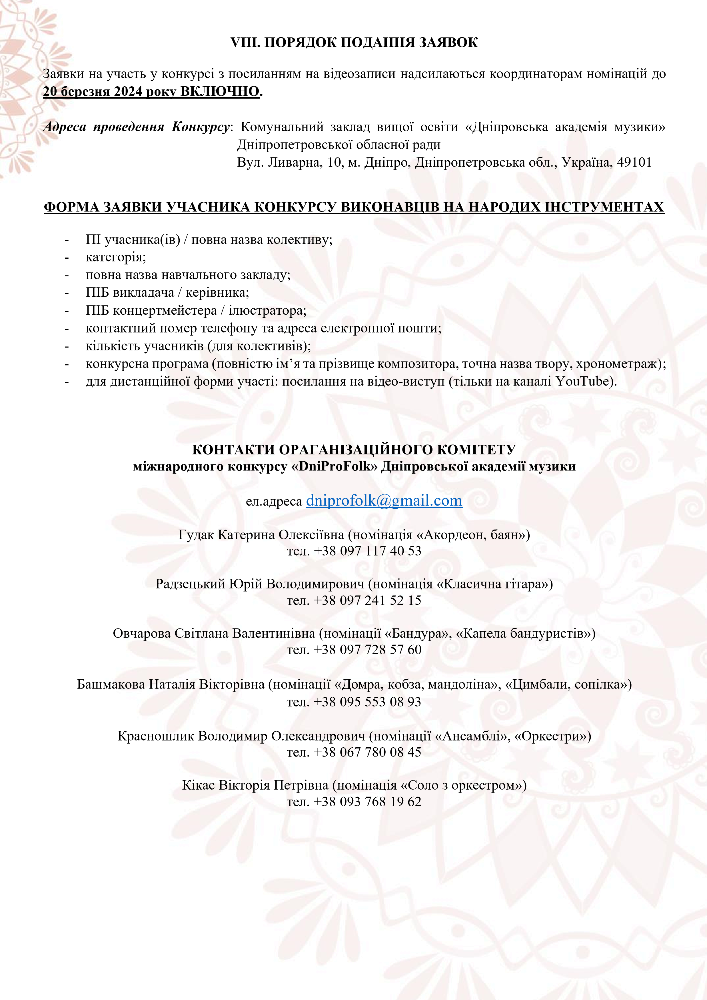 VIII. ПОРЯДОК ПОДАННЯ ЗАЯВОК
Заявки на участь у конкурсі з посиланням на відеозаписи надсилаються координаторам номінацій до
20 березня 2024 року ВКЛЮЧНО.
Адреса проведення Конкурсу: Комунальний заклад вищої освіти «Дніпровська академія музики»
Дніпропетровської обласної ради
Вул. Ливарна, 10, м. Дніпро, Дніпропетровська обл., Україна, 49101
ФОРМА ЗАЯВКИ УЧАСНИКА КОНКУРСУ ВИКОНАВЦІВ НА НАРОДИХ ІНСТРУМЕНТАХ
- ПІ учасника(ів) / повна назва колективу;
- категорія;
- повна назва навчального закладу;
- ПІБ викладача / керівника;
- ПІБ концертмейстера / ілюстратора;
- контактний номер телефону та адреса електронної пошти;
- кількість учасників (для колективів);
- конкурсна програма (повністю ім’я та прізвище композитора, точна назва твору, хронометраж);
- для дистанційної форми участі: посилання на відео-виступ (тільки на каналі YouTube).
КОНТАКТИ ОРАГАНІЗАЦІЙНОГО КОМІТЕТУ
міжнародного конкурсу «DniProFolk» Дніпровської академії музики
ел.адреса dniprofolk@gmail.com
Гудак Катерина Олексіївна (номінація «Акордеон, баян»)
тел. +38 097 117 40 53
Радзецький Юрій Володимирович (номінація «Класична гітара»)
тел. +38 097 241 52 15
Овчарова Світлана Валентинівна (номінації «Бандура», «Капела бандуристів»)
тел. +38 097 728 57 60
Башмакова Наталія Вікторівна (номінації «Домра, кобза, мандоліна», «Цимбали, сопілка»)
тел. +38 095 553 08 93
Красношлик Володимир Олександрович (номінації «Ансамблі», «Оркестри»)
тел. +38 067 780 08 45
Кікас Вікторія Петрівна (номінація «Соло з оркестром»)
тел. +38 093 768 19 62